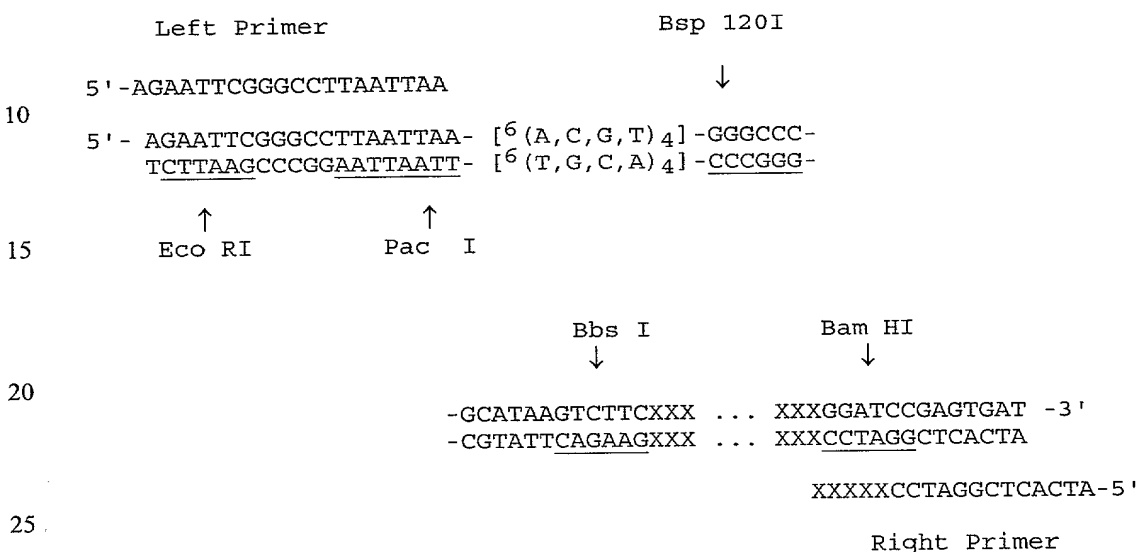 Left Primer Bsp 120I
↓
5'-AGAATTCGGGCCTTAATTAA
10
5'- AGAATTCGGGCCTTAATTAA- [⁶(A,C,G,T)₄]-GGGCCC-
TCTTAAGCCCGGAATTAATT- [⁶(T,G,C,A)₄]-CCCGGG-
↑ ↑
15 Eco RI Pac I
Bbs I Bam HI
↓ ↓
20
-GCATAAGTCTTCXXX ... XXXGGATCCGAGTGAT -3'
-CGTATTCAGAAGXXX ... XXXCCTAGGCTCACTA
XXXXXCCTAGGCTCACTA-5'
25
Right Primer